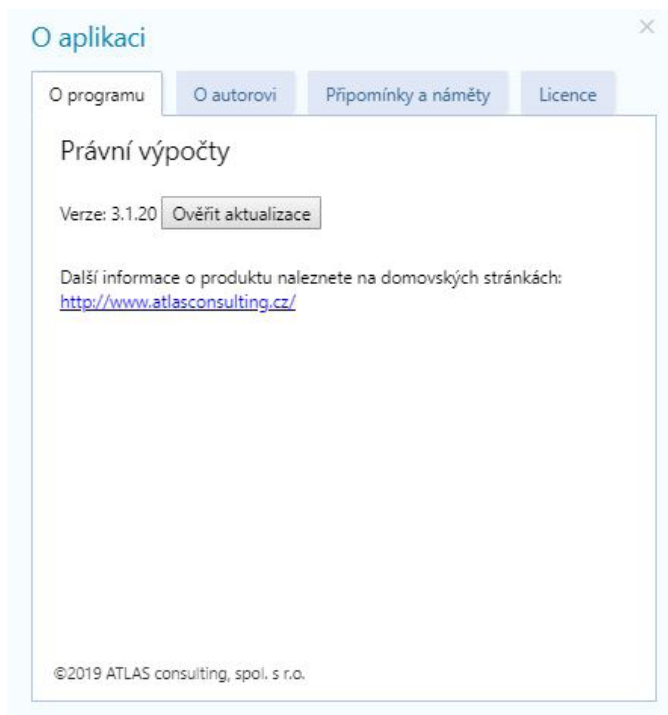 O aplikaci
O programu
O autorovi
Připomínky a náměty
Licence
Právní výpočty
Verze: 3.1.20 Ověřit aktualizace
Další informace o produktu naleznete na domovských stránkách:
http://www.atlasconsulting.cz/
©2019 ATLAS consulting, spol. s r.o.